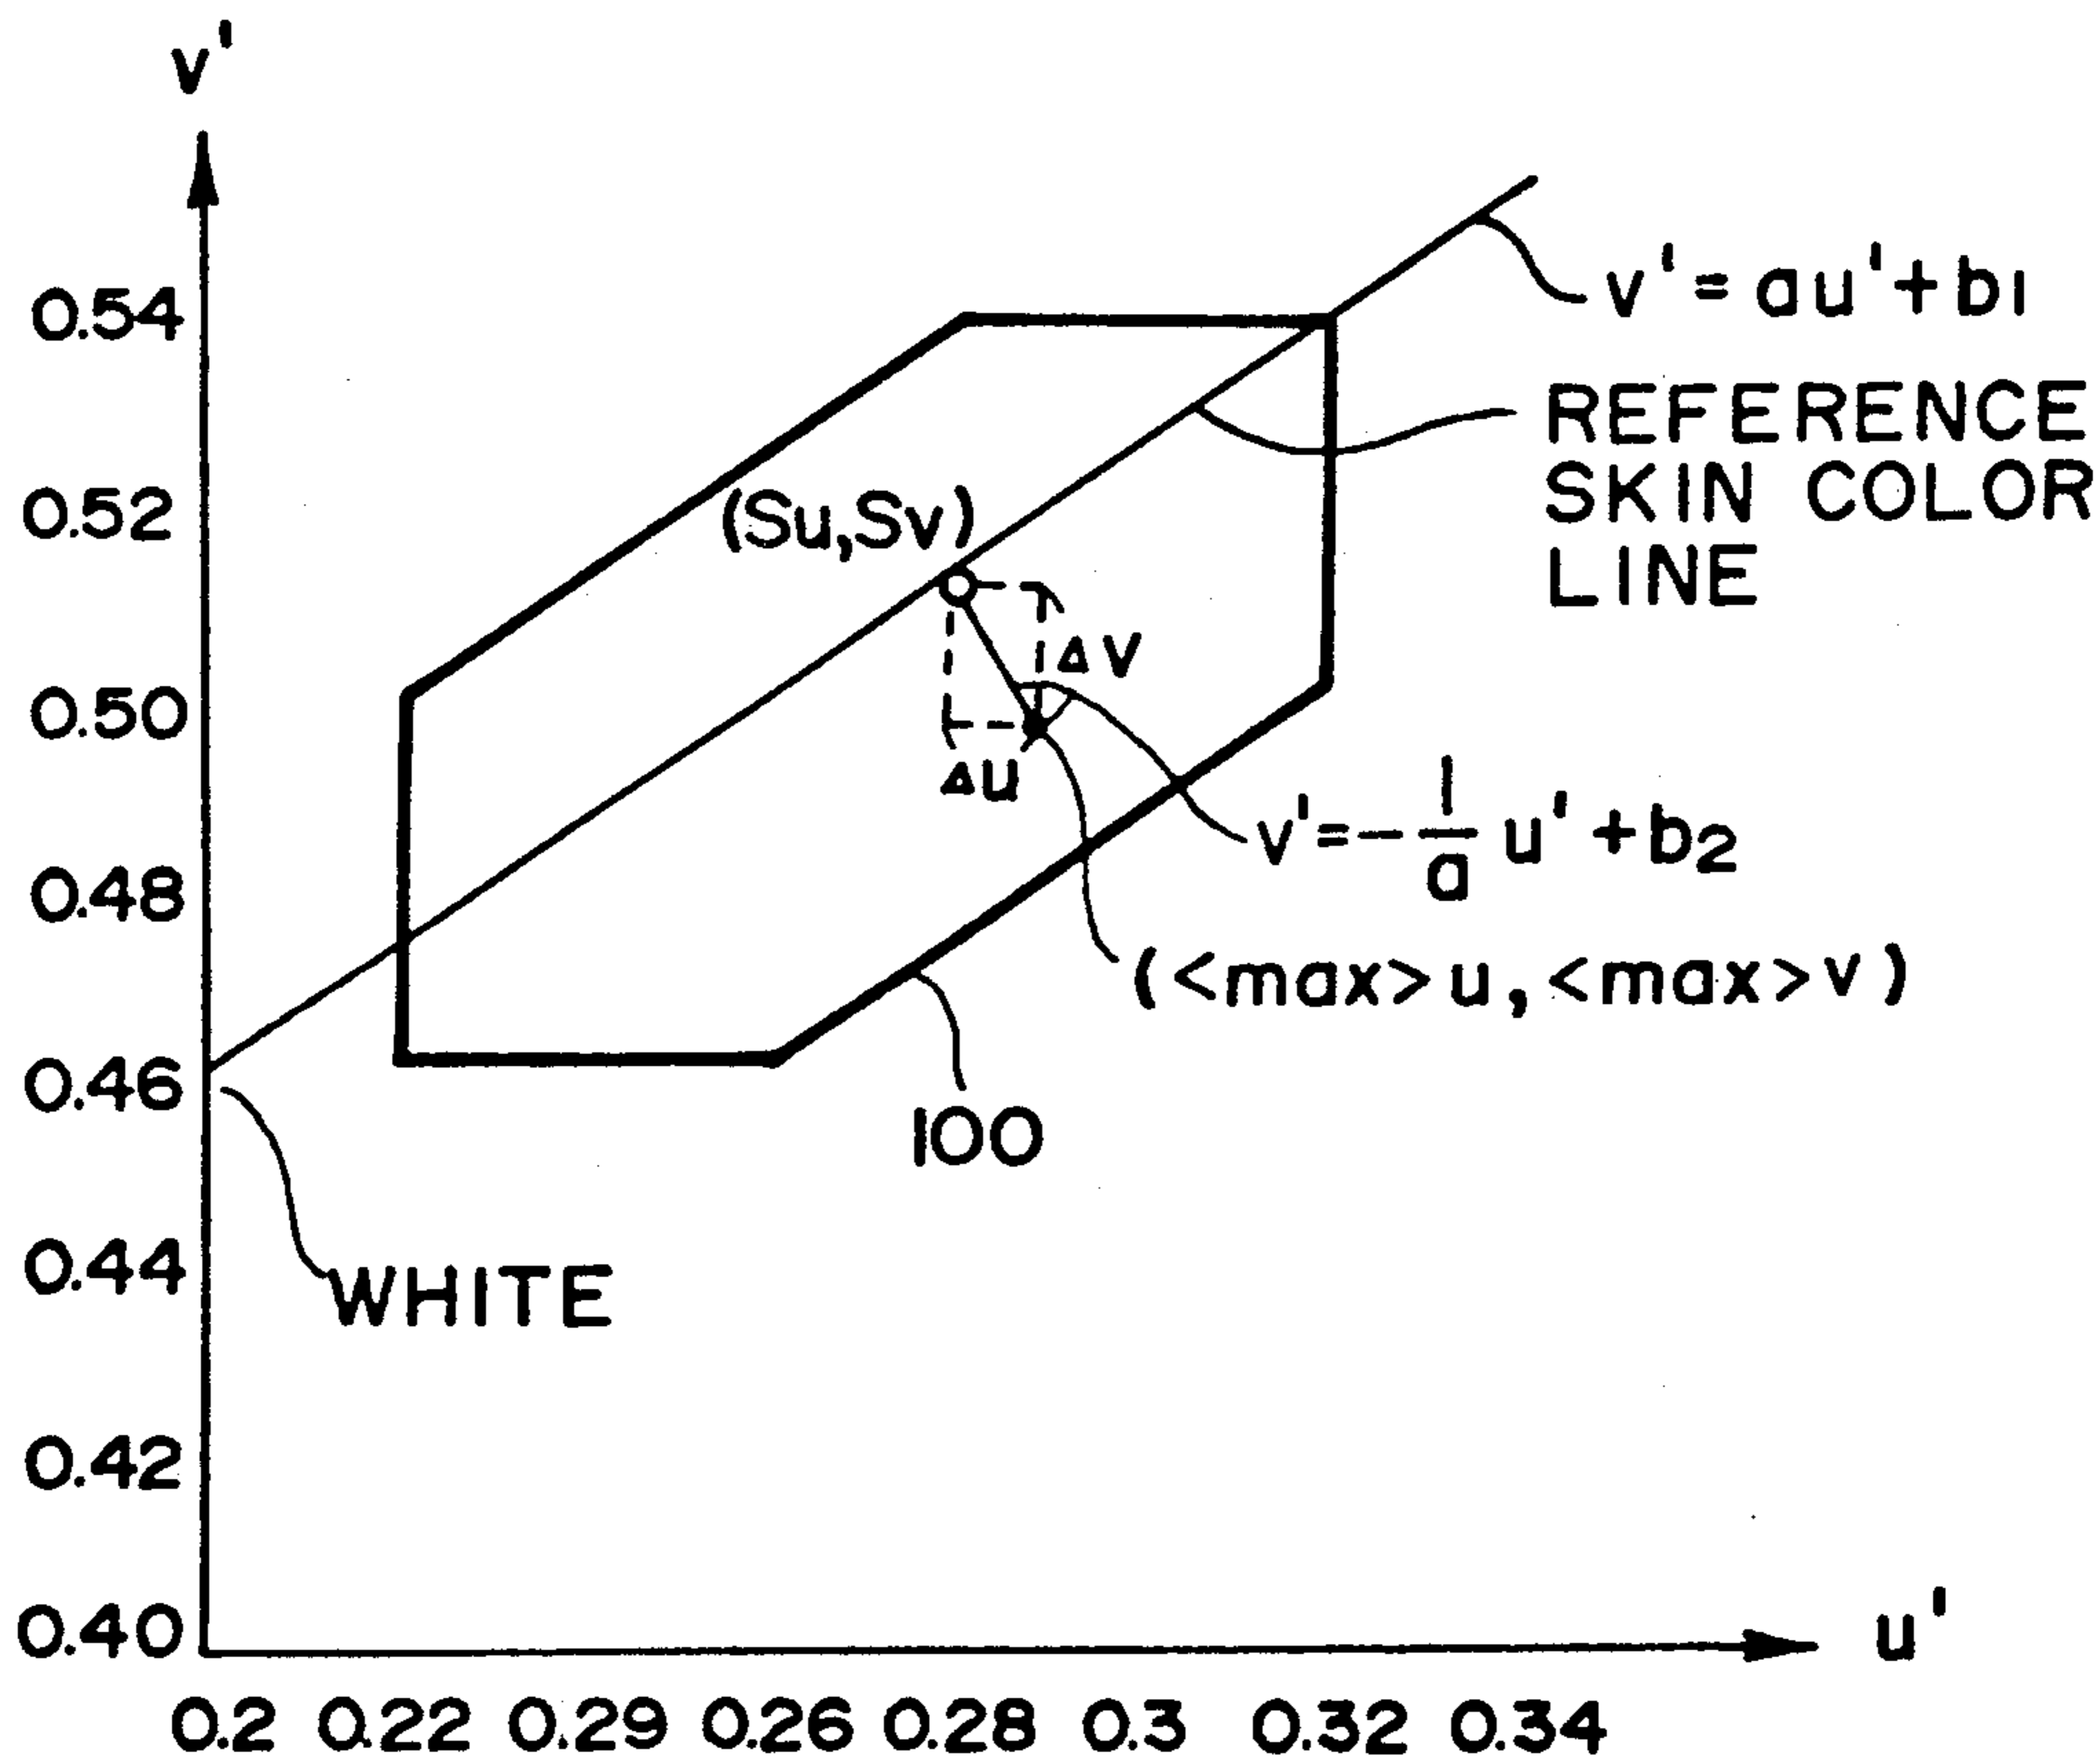 v'
0.54
0.52
0.50
0.48
0.46
0.44
0.42
0.40
v'=au'+b1
REFERENCE
SKIN COLOR
LINE
(Su,Sv)
ΔV
ΔU
v'=-1/a u'+b2
(<max>u,<max>v)
100
WHITE
u'
0.2 0.22 0.29 0.26 0.28 0.3 0.32 0.34